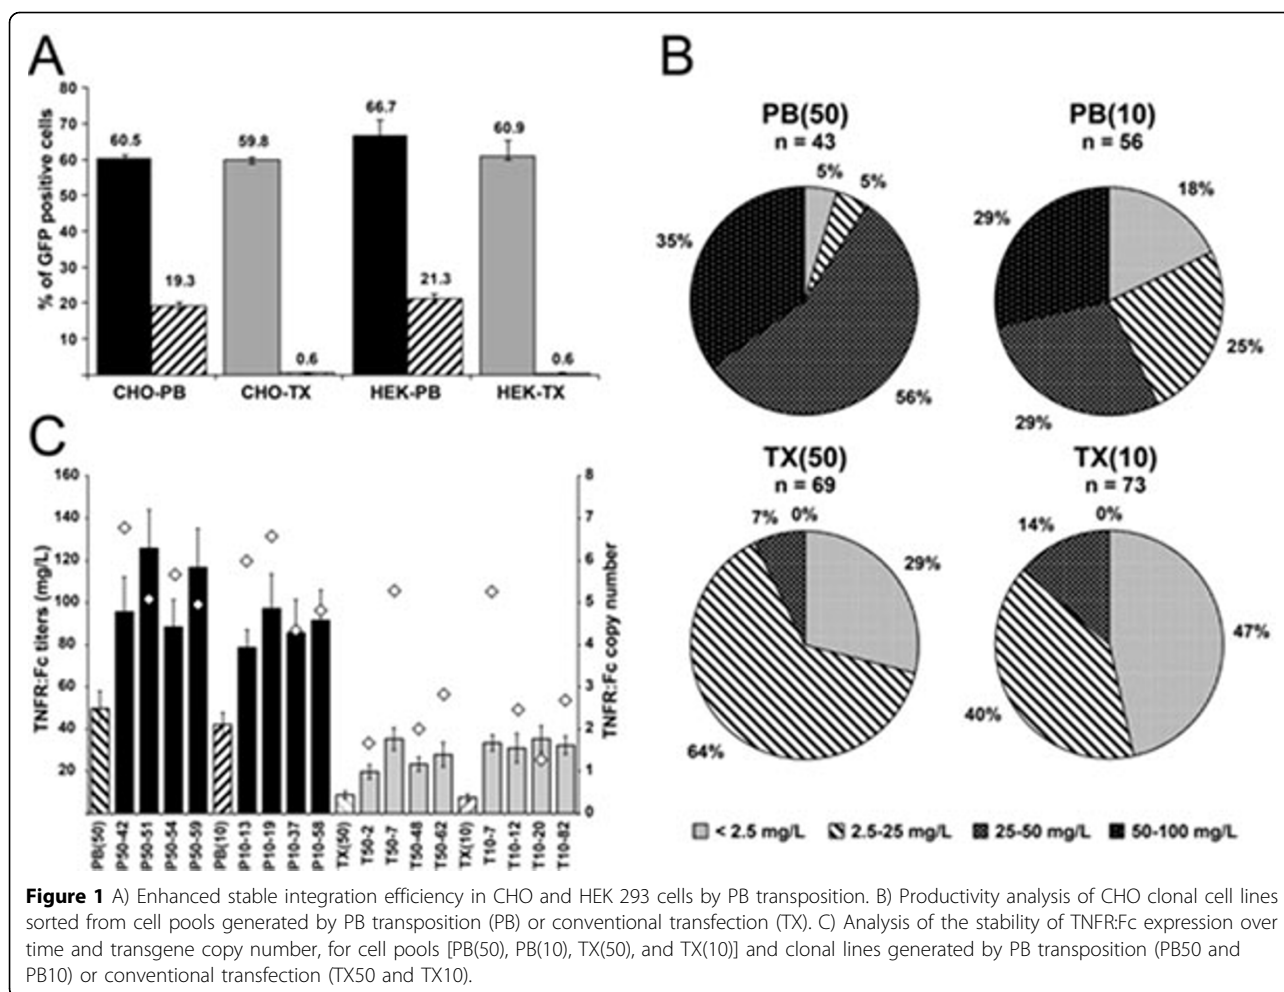 A
% of GFP positive cells
80
70
60
50
40
30
20
10
60.5
19.3
59.8
0.6
66.7
21.3
60.9
0.6
CHO-PB
CHO-TX
HEK-PB
HEK-TX
B
PB(50)
n = 43
5%
5%
35%
56%
PB(10)
n = 56
18%
29%
25%
29%
TX(50)
n = 69
7%
0%
29%
64%
TX(10)
n = 73
14%
0%
47%
40%
< 2.5 mg/L
2.5-25 mg/L
25-50 mg/L
50-100 mg/L
C
TNFR:Fc titers (mg/L)
160
140
120
100
80
60
40
20
8
7
6
5
4
3
2
1
0
TNFR:Fc copy number
PB(50)
P50-42
P50-51
P50-54
P50-59
PB(10)
P10-13
P10-19
P10-37
P10-58
TX(50)
T50-2
T50-7
T50-48
T50-62
TX(10)
T10-7
T10-12
T10-20
T10-82
Figure 1 A) Enhanced stable integration efficiency in CHO and HEK 293 cells by PB transposition. B) Productivity analysis of CHO clonal cell lines
sorted from cell pools generated by PB transposition (PB) or conventional transfection (TX). C) Analysis of the stability of TNFR:Fc expression over
time and transgene copy number, for cell pools [PB(50), PB(10), TX(50), and TX(10)] and clonal lines generated by PB transposition (PB50 and
PB10) or conventional transfection (TX50 and TX10).